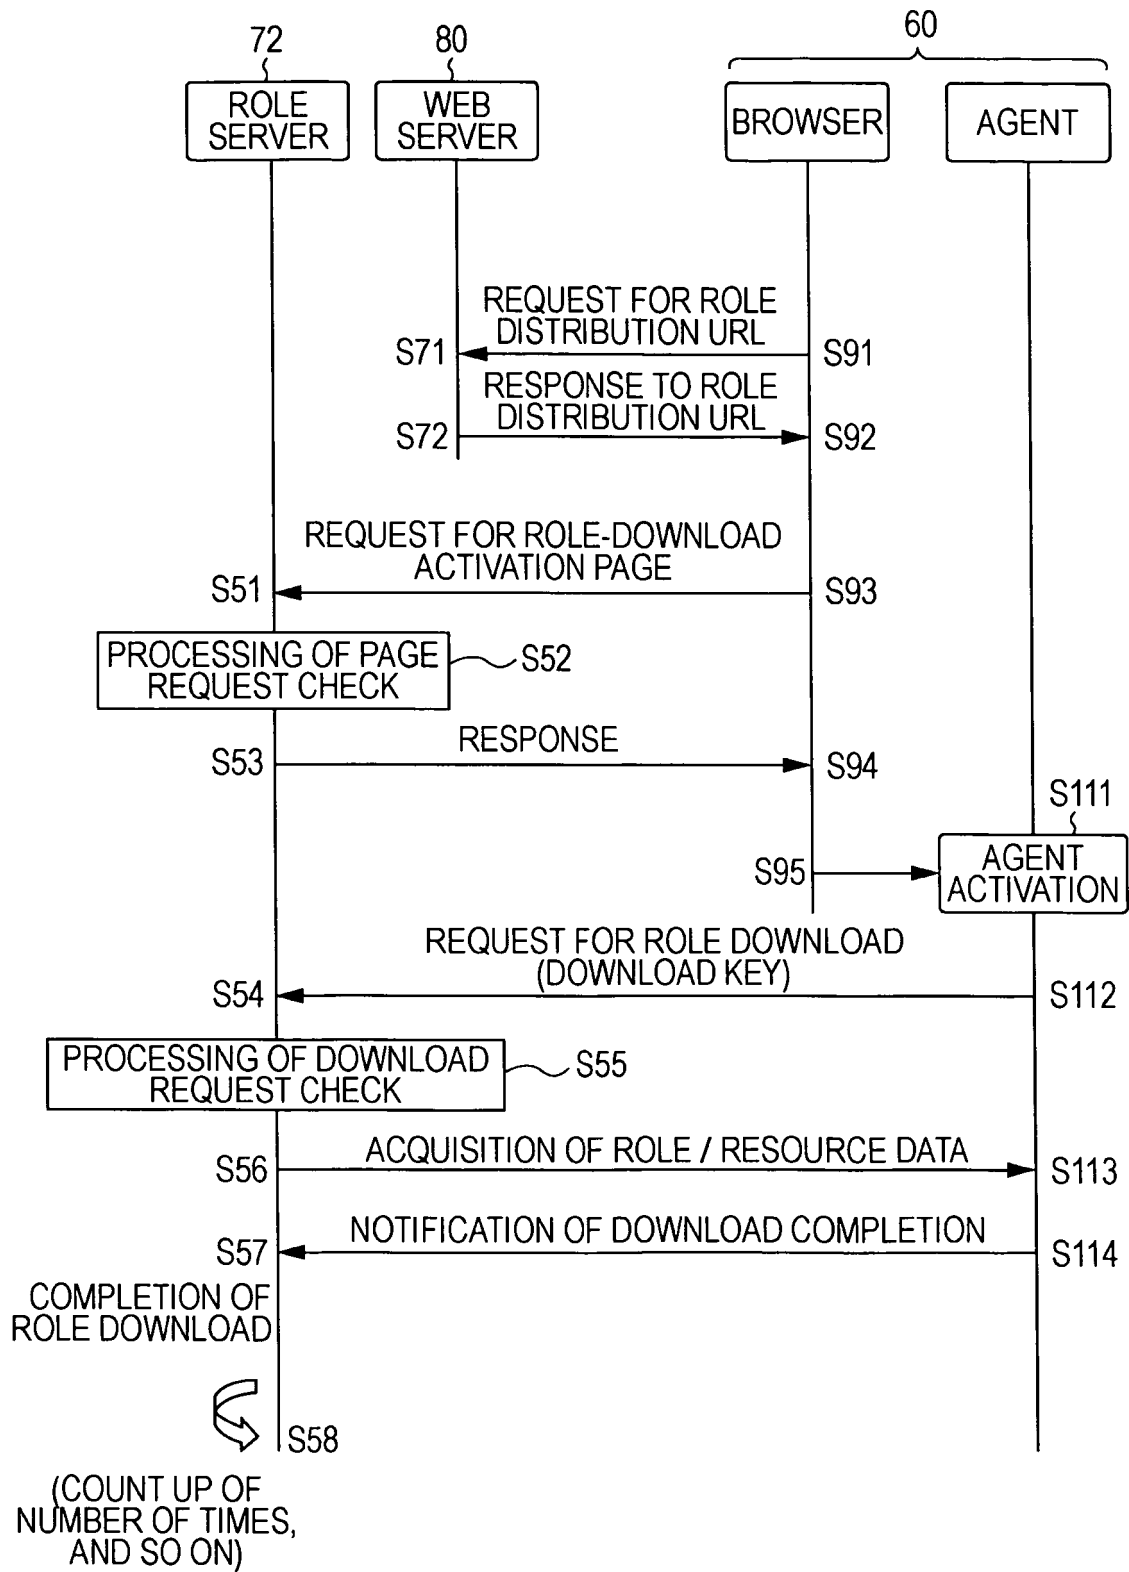 72
80
60
ROLE
SERVER
WEB
SERVER
BROWSER
AGENT
REQUEST FOR ROLE
DISTRIBUTION URL
S71
S91
RESPONSE TO ROLE
DISTRIBUTION URL
S72
S92
REQUEST FOR ROLE-DOWNLOAD
ACTIVATION PAGE
S51
S93
PROCESSING OF PAGE
REQUEST CHECK
S52
RESPONSE
S53
S94
S111
S95
AGENT
ACTIVATION
REQUEST FOR ROLE DOWNLOAD
(DOWNLOAD KEY)
S54
S112
PROCESSING OF DOWNLOAD
REQUEST CHECK
S55
ACQUISITION OF ROLE / RESOURCE DATA
S56
S113
NOTIFICATION OF DOWNLOAD COMPLETION
S57
S114
COMPLETION OF
ROLE DOWNLOAD
S58
(COUNT UP OF
NUMBER OF TIMES,
AND SO ON)